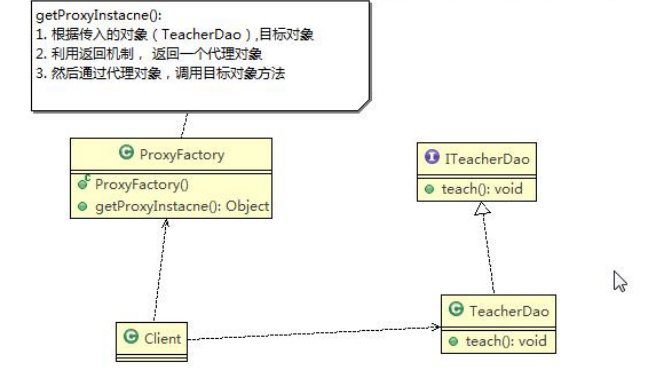 getProxyInstacne():
1. 根据传入的对象（TeacherDao）,目标对象
2. 利用返回机制， 返回一个代理对象
3. 然后通过代理对象，调用目标对象方法
C ProxyFactory
C ProxyFactory()
getProxyInstacne(): Object
I ITeacherDao
teach(): void
C Client
C TeacherDao
teach(): void